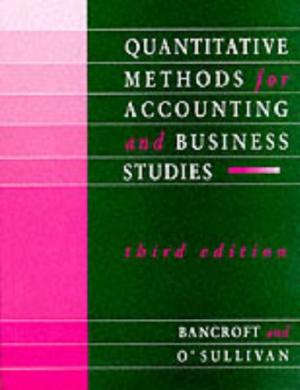 QUANTITATIVE
METHODS for
ACCOUNTING
and BUSINESS
STUDIES
third edition
BANCROFT and
O'SULLIVAN